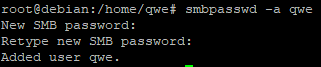 root@debian:/home/qwe# smbpasswd -a qwe
New SMB password:
Retype new SMB password:
Added user qwe.